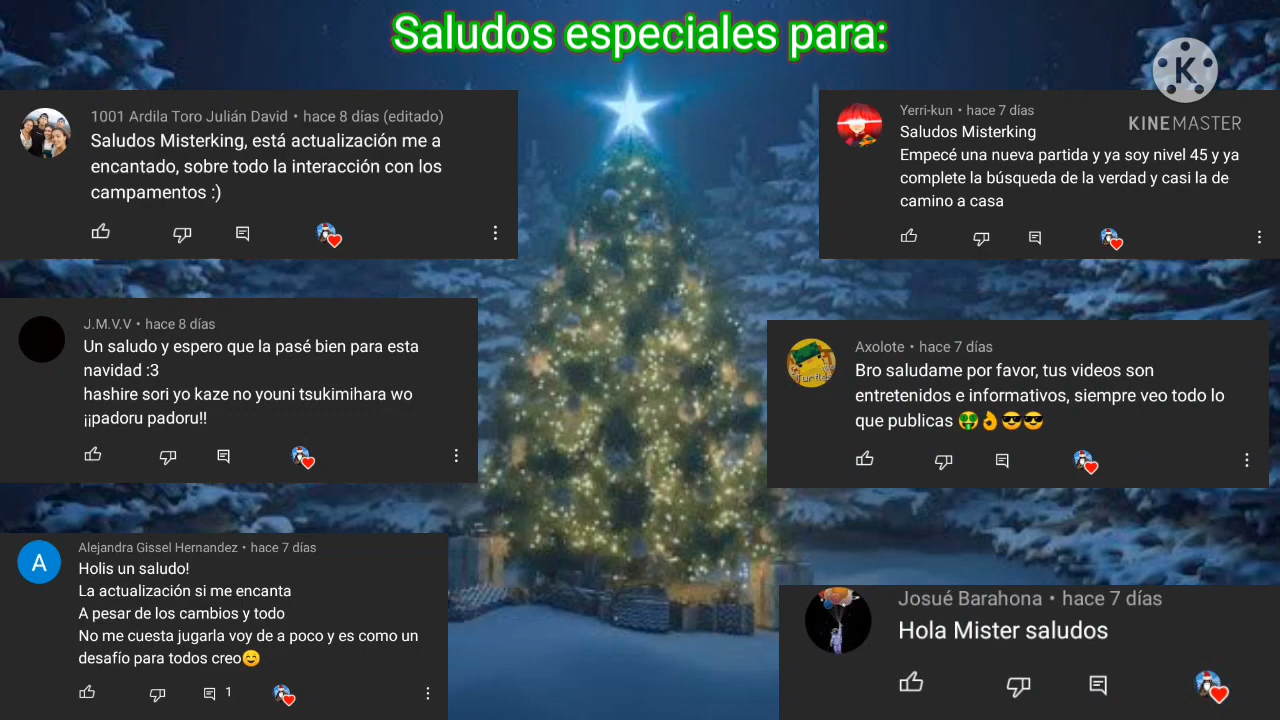 Saludos especiales para:
K
KINEMASTER
1001 Ardila Toro Julián David • hace 8 días (editado)
Saludos Misterking, está actualización me a
encantado, sobre todo la interacción con los
campamentos :)
Yerri-kun • hace 7 días
Saludos Misterking
Empecé una nueva partida y ya soy nivel 45 y ya
complete la búsqueda de la verdad y casi la de
camino a casa
J.M.V.V • hace 8 días
Un saludo y espero que la pasé bien para esta
navidad :3
hashire sori yo kaze no youni tsukimihara wo
¡¡padoru padoru!!
Axolote • hace 7 días
Bro saludame por favor, tus videos son
entretenidos e informativos, siempre veo todo lo
que publicas 🤑👌😎😎
A
Alejandra Gissel Hernandez • hace 7 días
Holis un saludo!
La actualización si me encanta
A pesar de los cambios y todo
No me cuesta jugarla voy de a poco y es como un
desafío para todos creo😊
1
Josué Barahona • hace 7 días
Hola Mister saludos